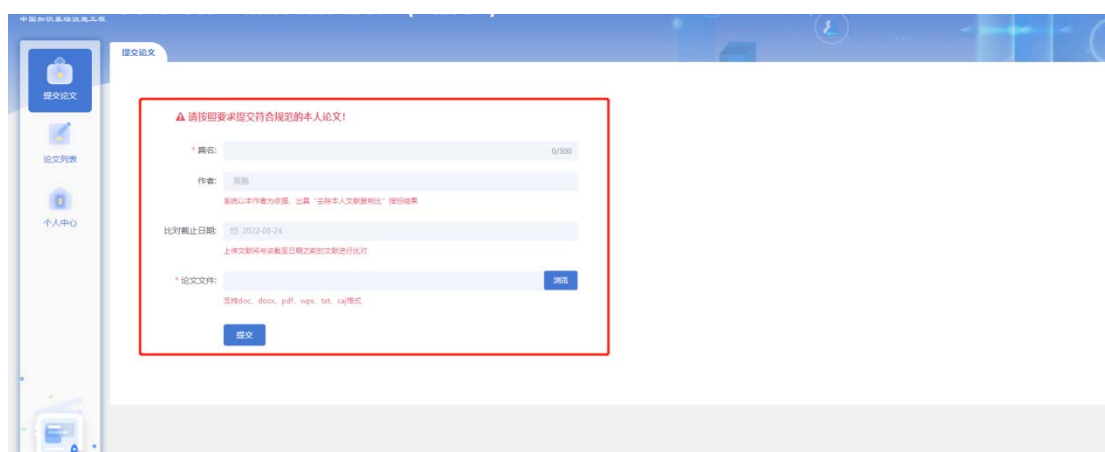 中国知识基础设施工程
提交论文
提交论文
论文列表
个人中心
请按照要求提交符合规范的本人论文！
* 篇名:
0/300
作者:
系统以本作者为依据，出具“去除本人文献复制比”指标结果
比对截止日期:
2022-08-24
上传文献将与该截至日期之前的文献进行比对
* 论文文件:
浏览
支持doc、docx、pdf、wps、txt、caj格式
提交